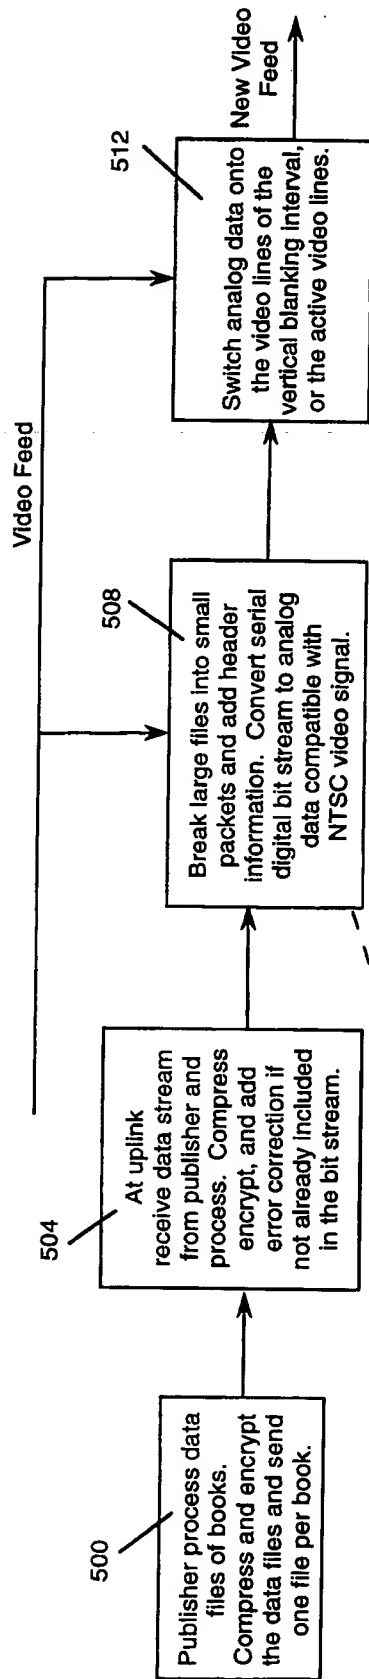 Video Feed
500
Publisher process data
files of books.
Compress and encrypt
the data files and send
one file per book.
504
At uplink
receive data stream
from publisher and
process. Compress
encrypt, and add
error correction if
not already included
in the bit stream.
508
Break large files into small
packets and add header
information. Convert serial
digital bit stream to analog
data compatible with
NTSC video signal.
512
Switch analog data onto
the video lines of the
vertical blanking interval,
or the active video lines.
New Video
Feed